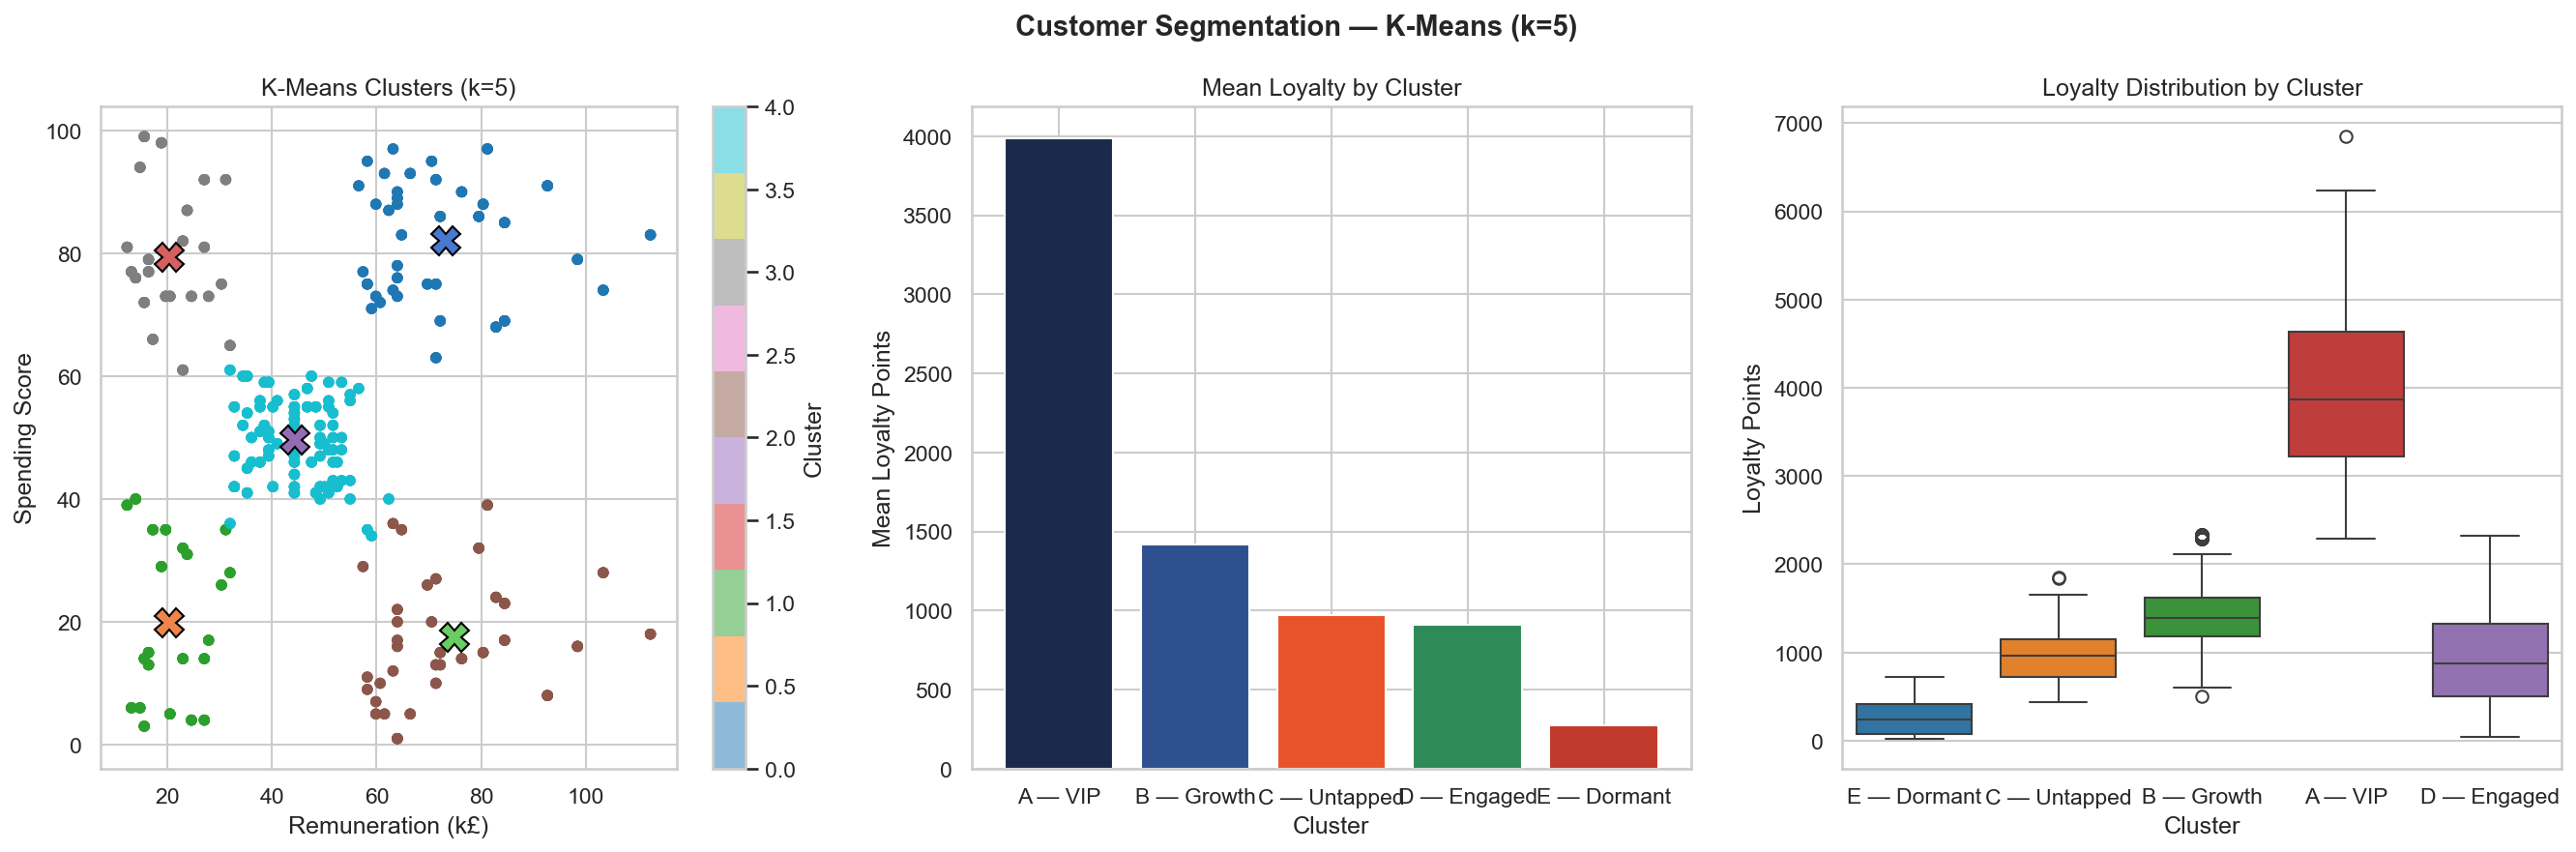 Customer Segmentation — K-Means (k=5)
K-Means Clusters (k=5)
100
80
60
40
20
0
Spending Score
20 40 60 80 100
Remuneration (k£)
4.0
3.5
3.0
2.5
2.0
1.5
1.0
0.5
0.0
Cluster
Mean Loyalty by Cluster
4000
3500
3000
2500
2000
1500
1000
500
0
Mean Loyalty Points
A — VIP B — Growth C — Untapped D — Engaged E — Dormant
Cluster
Loyalty Distribution by Cluster
7000
6000
5000
4000
3000
2000
1000
0
Loyalty Points
E — Dormant C — Untapped B — Growth A — VIP D — Engaged
Cluster